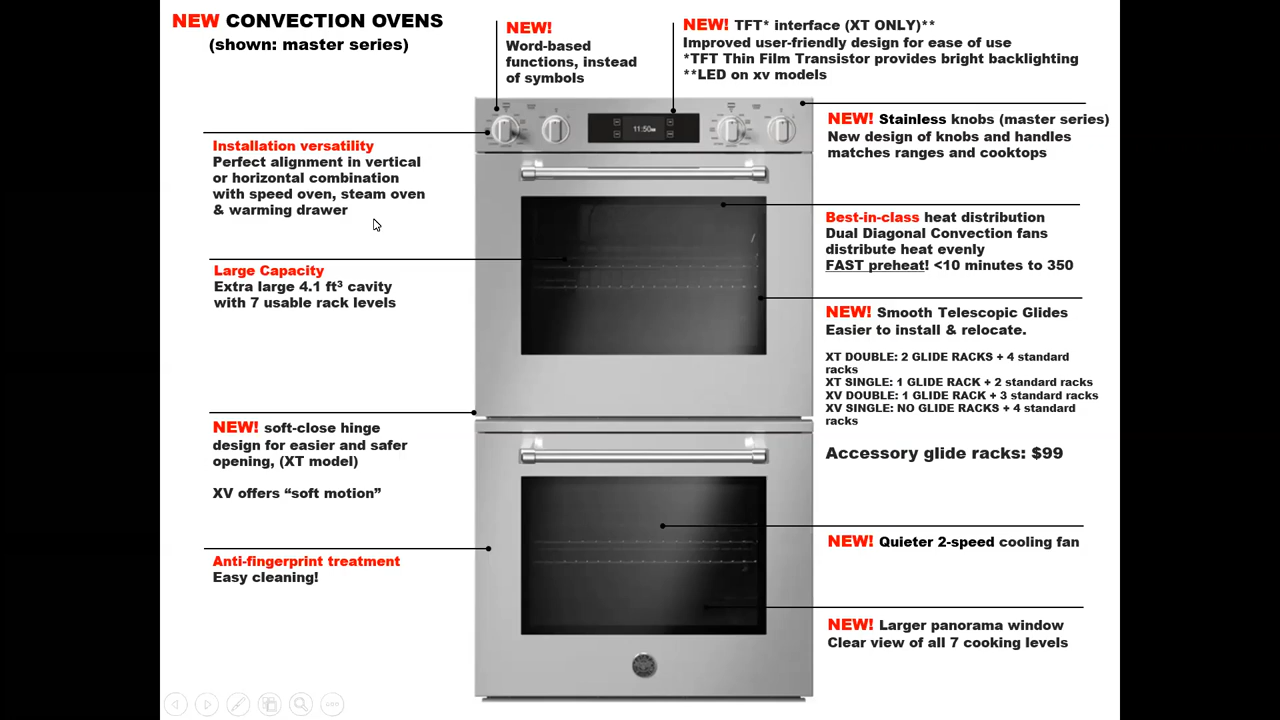 NEW CONVECTION OVENS
(shown: master series)
NEW!
Word-based
functions, instead
of symbols
NEW! TFT* interface (XT ONLY)**
Improved user-friendly design for ease of use
*TFT Thin Film Transistor provides bright backlighting
**LED on xv models
11:50
NEW! Stainless knobs (master series)
New design of knobs and handles
matches ranges and cooktops
Installation versatility
Perfect alignment in vertical
or horizontal combination
with speed oven, steam oven
& warming drawer
Best-in-class heat distribution
Dual Diagonal Convection fans
distribute heat evenly
FAST preheat! <10 minutes to 350
Large Capacity
Extra large 4.1 ft³ cavity
with 7 usable rack levels
NEW! Smooth Telescopic Glides
Easier to install & relocate.
XT DOUBLE: 2 GLIDE RACKS + 4 standard
racks
XT SINGLE: 1 GLIDE RACK + 2 standard racks
XV DOUBLE: 1 GLIDE RACK + 3 standard racks
XV SINGLE: NO GLIDE RACKS + 4 standard
racks
Accessory glide racks: $99
NEW! soft-close hinge
design for easier and safer
opening, (XT model)
XV offers “soft motion”
NEW! Quieter 2-speed cooling fan
Anti-fingerprint treatment
Easy cleaning!
NEW! Larger panorama window
Clear view of all 7 cooking levels